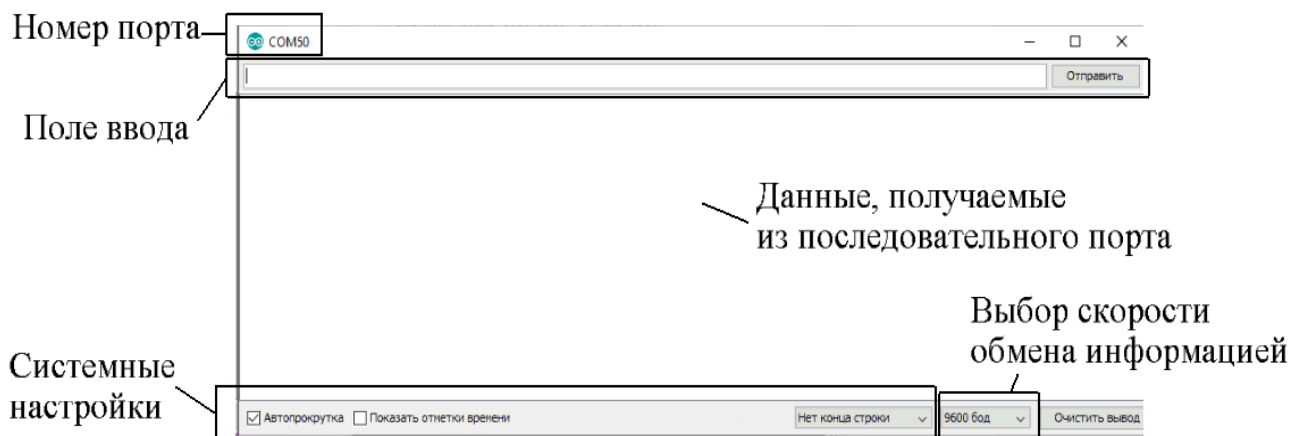 Номер порта
COM50
Отправить
Поле ввода
Данные, получаемые
из последовательного порта
Выбор скорости
обмена информацией
Системные
настройки
Автопрокрутка
Показать отметки времени
Нет конца строки
9600 бод
Очистить вывод